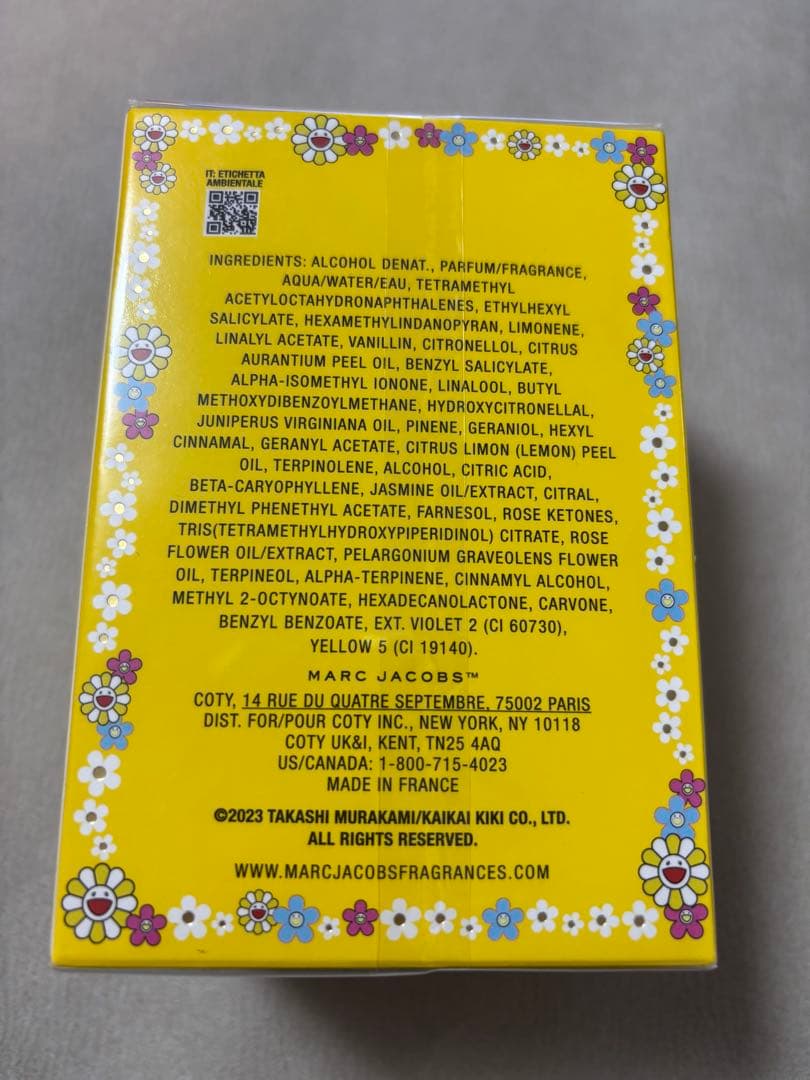 IT: ETICHETTA
AMBIENTALE
INGREDIENTS: ALCOHOL DENAT., PARFUM/FRAGRANCE,
AQUA/WATER/EAU, TETRAMETHYL
ACETYLOCTAHYDRONAPHTHALENES, ETHYLHEXYL
SALICYLATE, HEXAMETHYLINDANOPYRAN, LIMONENE,
LINALYL ACETATE, VANILLIN, CITRONELLOL, CITRUS
AURANTIUM PEEL OIL, BENZYL SALICYLATE,
ALPHA-ISOMETHYL IONONE, LINALOOL, BUTYL
METHOXYDIBENZOYLMETHANE, HYDROXYCITRONELLAL,
JUNIPERUS VIRGINIANA OIL, PINENE, GERANIOL, HEXYL
CINNAMAL, GERANYL ACETATE, CITRUS LIMON (LEMON) PEEL
OIL, TERPINOLENE, ALCOHOL, CITRIC ACID,
BETA-CARYOPHYLLENE, JASMINE OIL/EXTRACT, CITRAL,
DIMETHYL PHENETHYL ACETATE, FARNESOL, ROSE KETONES,
TRIS(TETRAMETHYLHYDROXYPIPERIDINOL) CITRATE, ROSE
FLOWER OIL/EXTRACT, PELARGONIUM GRAVEOLENS FLOWER
OIL, TERPINEOL, ALPHA-TERPINENE, CINNAMYL ALCOHOL,
METHYL 2-OCTYNOATE, HEXADECANOLACTONE, CARVONE,
BENZYL BENZOATE, EXT. VIOLET 2 (CI 60730),
YELLOW 5 (CI 19140).
MARC JACOBS™
COTY, 14 RUE DU QUATRE SEPTEMBRE, 75002 PARIS
DIST. FOR/POUR COTY INC., NEW YORK, NY 10118
COTY UK&I, KENT, TN25 4AQ
US/CANADA: 1-800-715-4023
MADE IN FRANCE
©2023 TAKASHI MURAKAMI/KAIKAI KIKI CO., LTD.
ALL RIGHTS RESERVED.
WWW.MARCJACOBSFRAGRANCES.COM